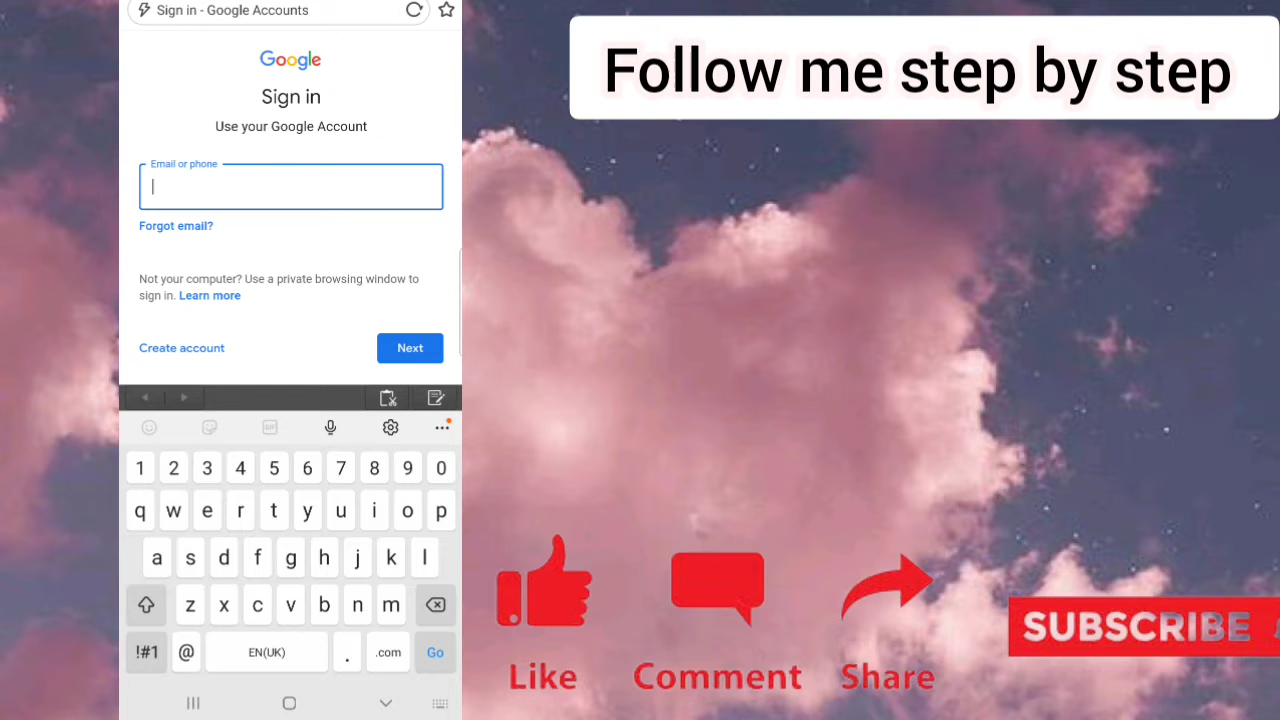 Sign in - Google Accounts
Follow me step by step
Google
Sign in
Use your Google Account
Email or phone
Forgot email?
Not your computer? Use a private browsing window to
sign in. Learn more
Create account
Next
GIF
1 2 3 4 5 6 7 8 9 0
q w e r t y u i o p
a s d f g h j k l
z x c v b n m
!#1 @ EN(UK) . .com Go
Like
Comment
Share
SUBSCRIBE